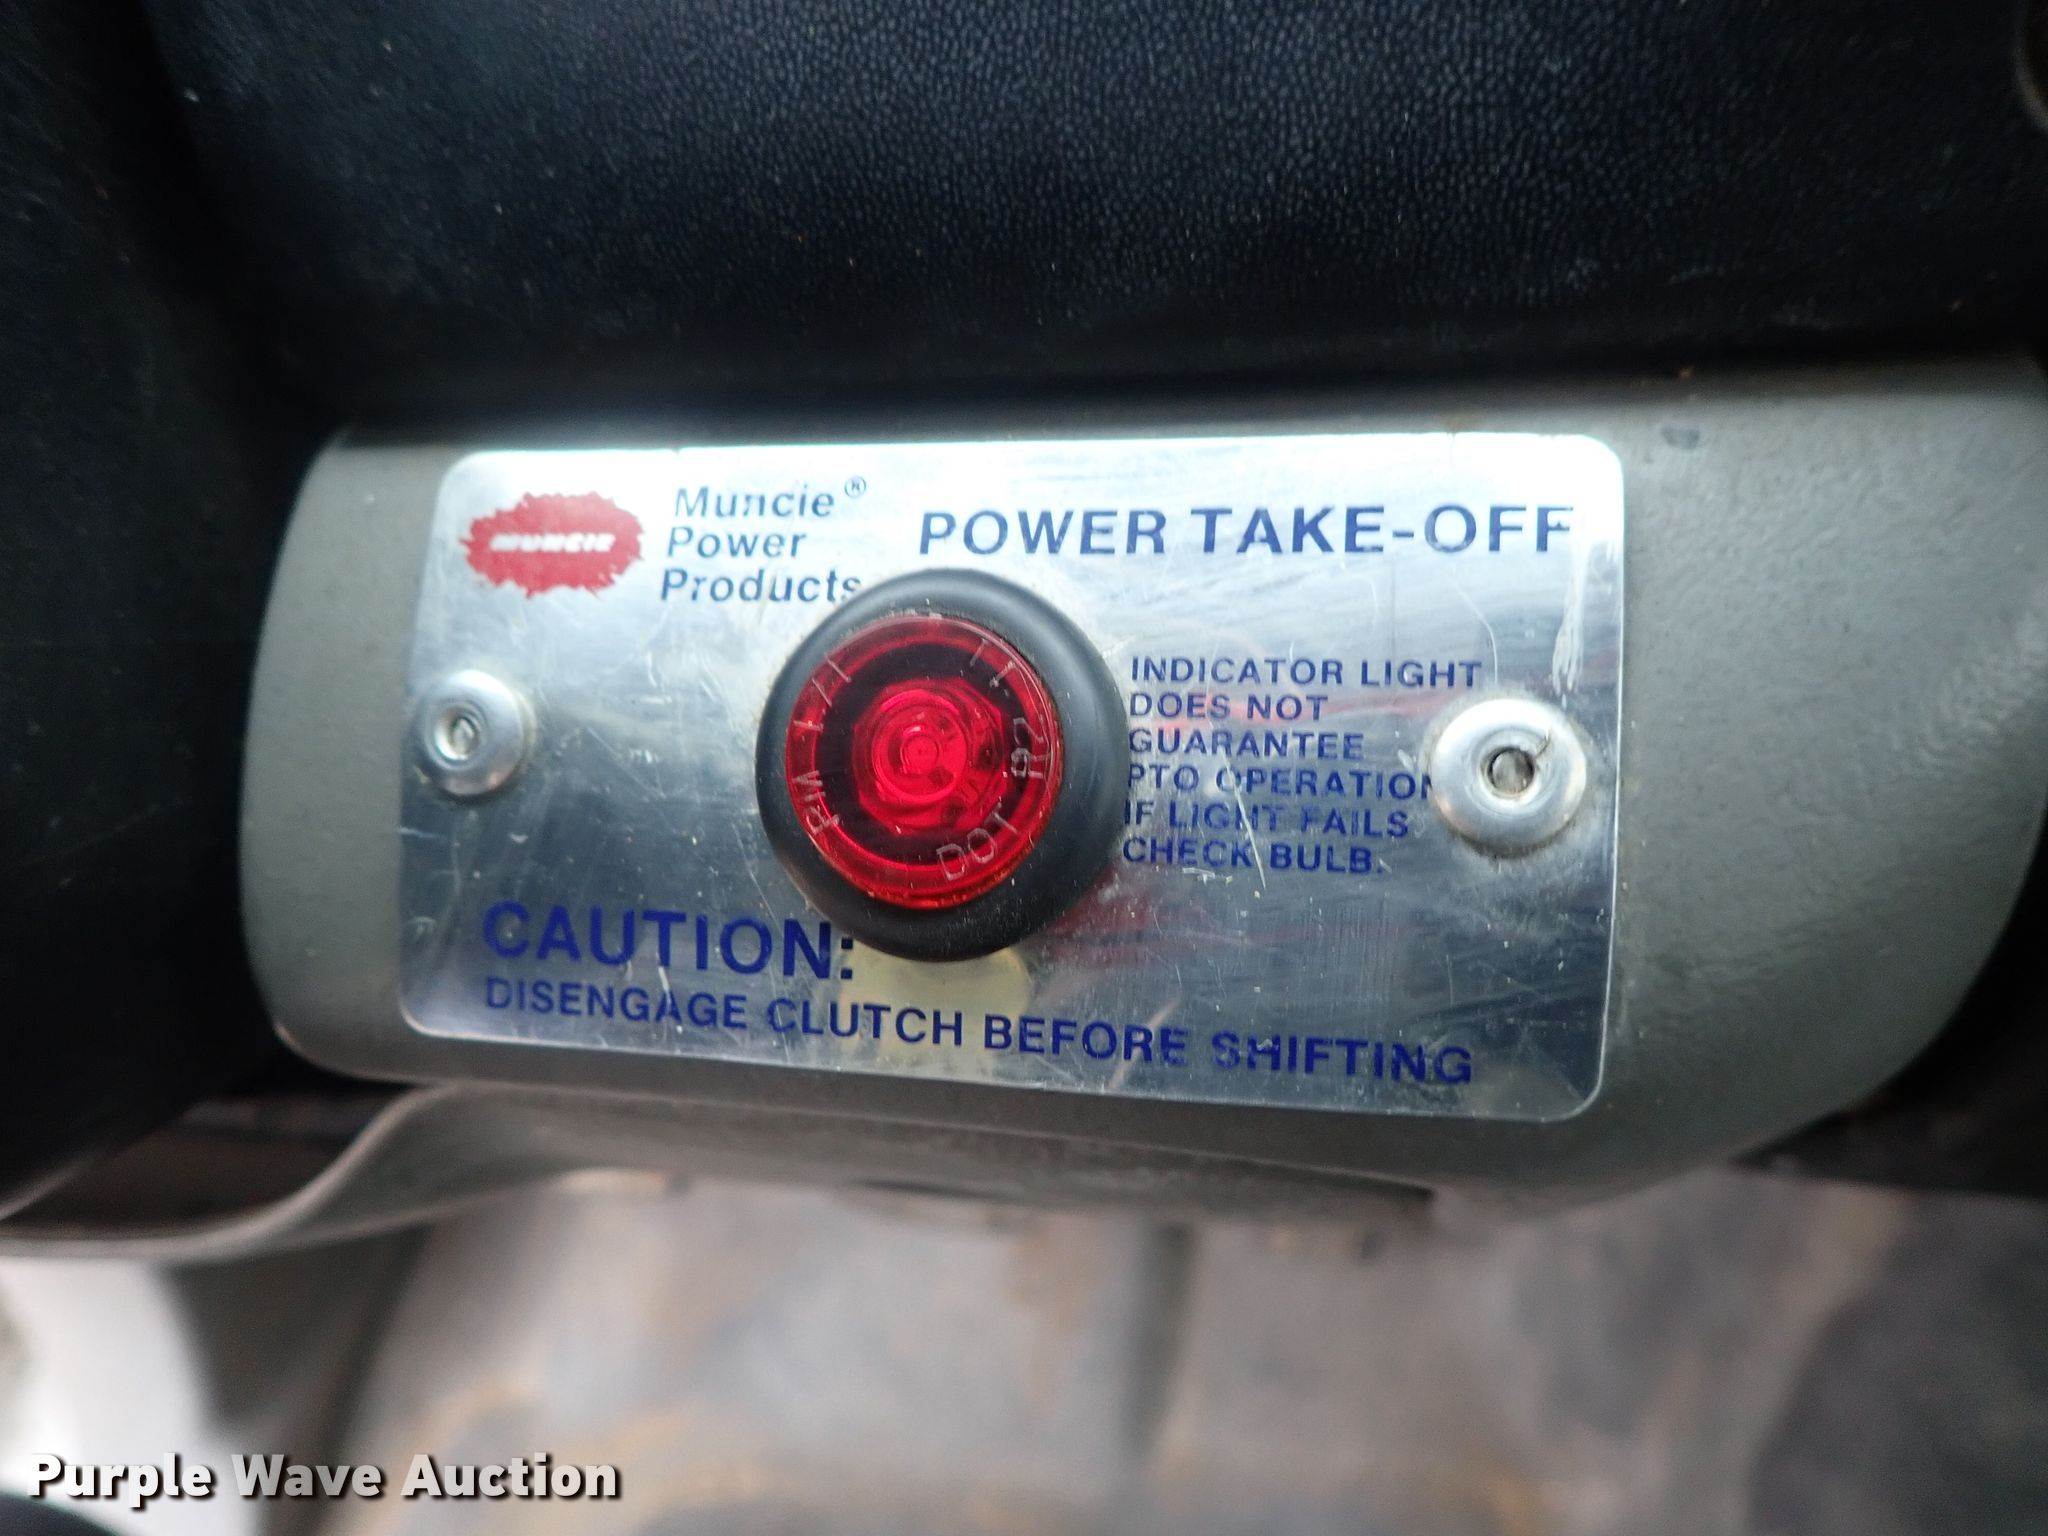 MUNCIE
Muncie®
Power
Products
POWER TAKE-OFF
INDICATOR LIGHT
DOES NOT
GUARANTEE
PTO OPERATION
IF LIGHT FAILS
CHECK BULB.
DOT
CAUTION:
DISENGAGE CLUTCH BEFORE SHIFTING
Purple Wave Auction